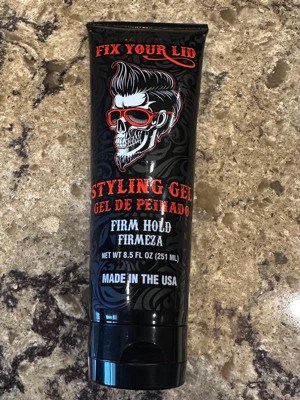 FIX YOUR LID
STYLING GEL
GEL DE PEINADO
FIRM HOLD
FIRMEZA
NET WT 8.5 FL OZ (251 ML)
MADE IN THE USA